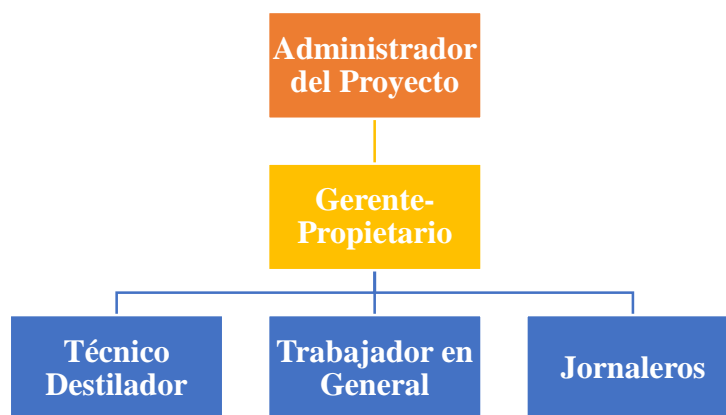 Administrador
del Proyecto
Gerente-
Propietario
Técnico
Destilador
Trabajador en
General
Jornaleros